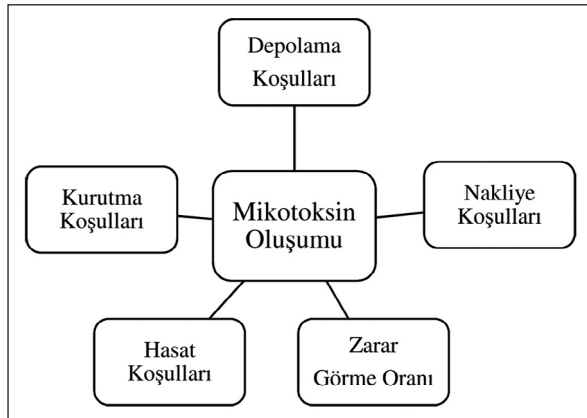 Depolama
Koşulları
Kurutma
Koşulları
Mikotoksin
Oluşumu
Nakliye
Koşulları
Hasat
Koşulları
Zarar
Görme Oranı